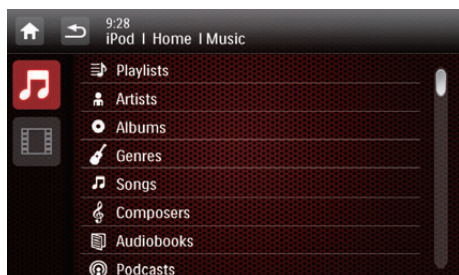 9:28
iPod | Home | Music
Playlists
Artists
Albums
Genres
Songs
Composers
Audiobooks
Podcasts